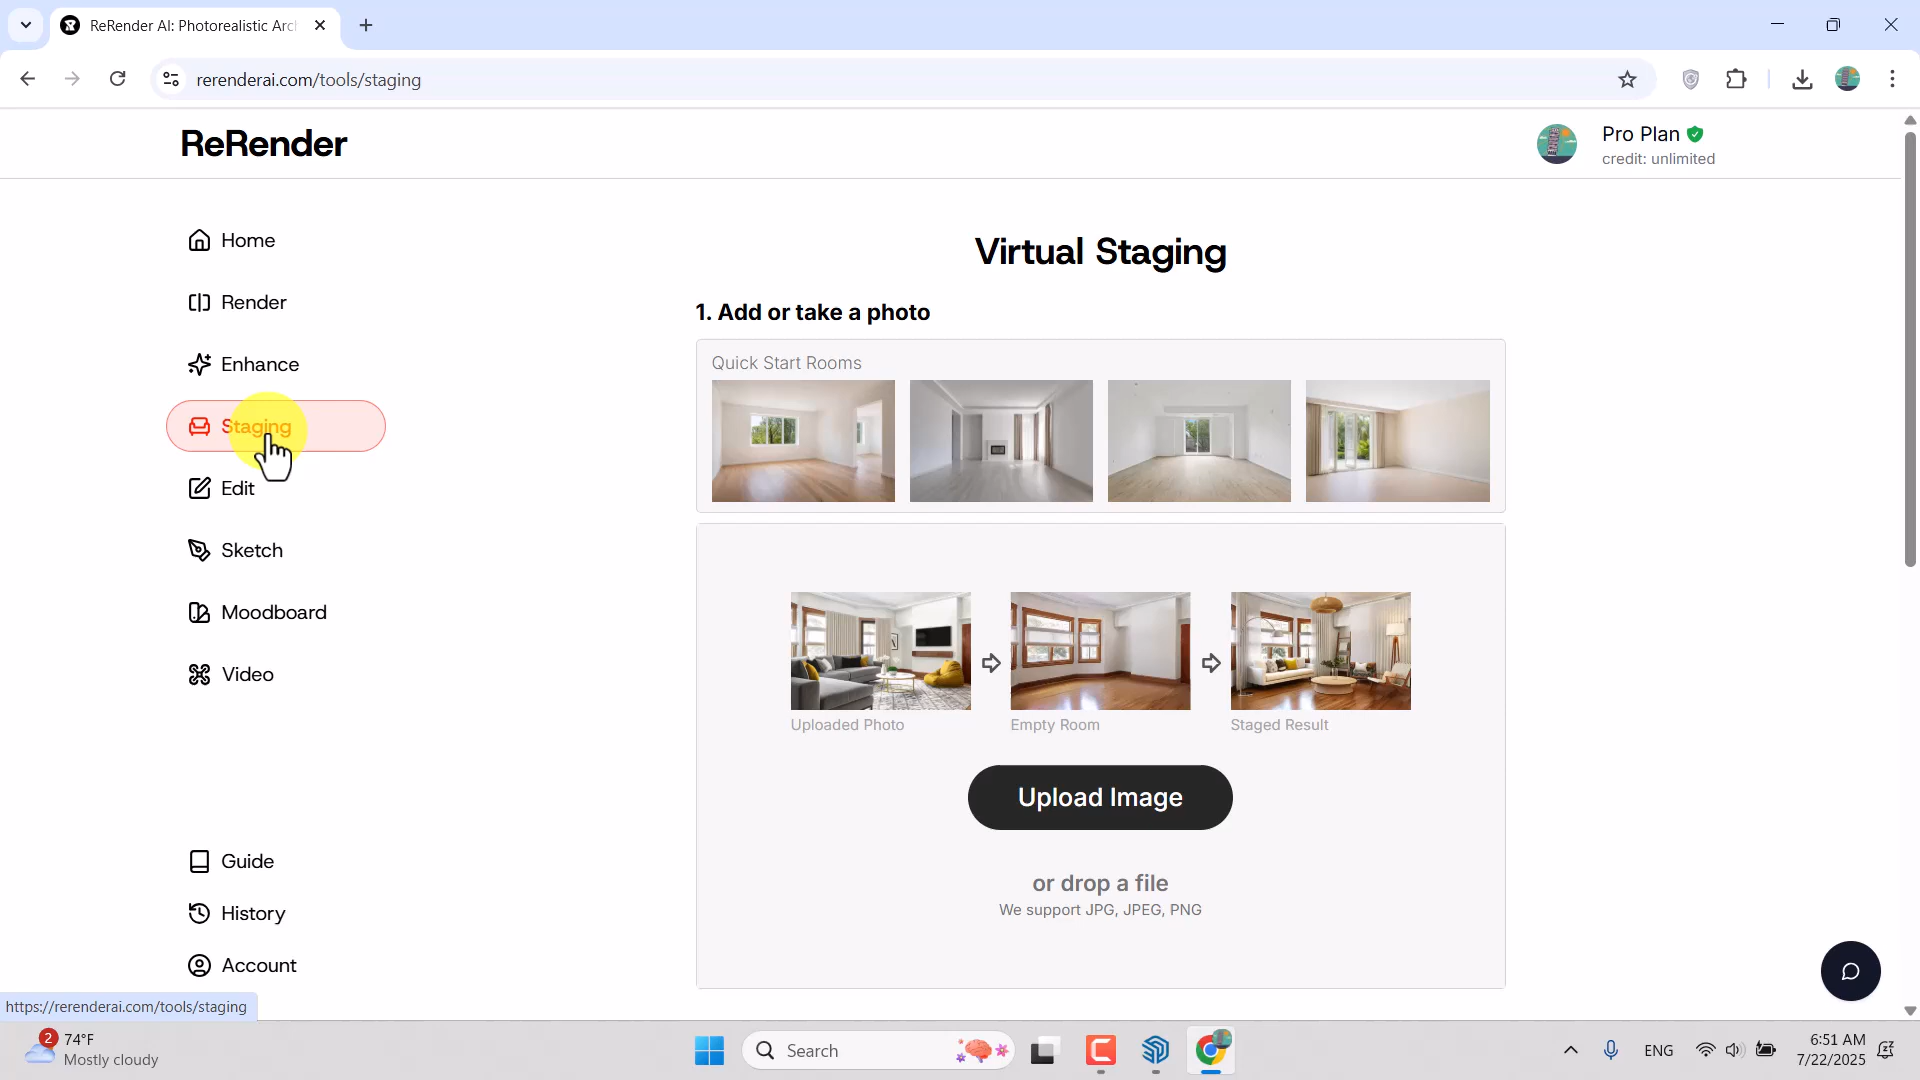 ReRender AI: Photorealistic Arch
rerenderai.com/tools/staging
ReRender
Pro Plan
credit: unlimited
Home
Render
Enhance
Staging
Edit
Sketch
Moodboard
Video
Guide
History
Account
Virtual Staging
1. Add or take a photo
Quick Start Rooms
Uploaded Photo
Empty Room
Staged Result
Upload Image
or drop a file
We support JPG, JPEG, PNG
https://rerenderai.com/tools/staging
2
74°F
Mostly cloudy
Search
ENG
6:51 AM
7/22/2025